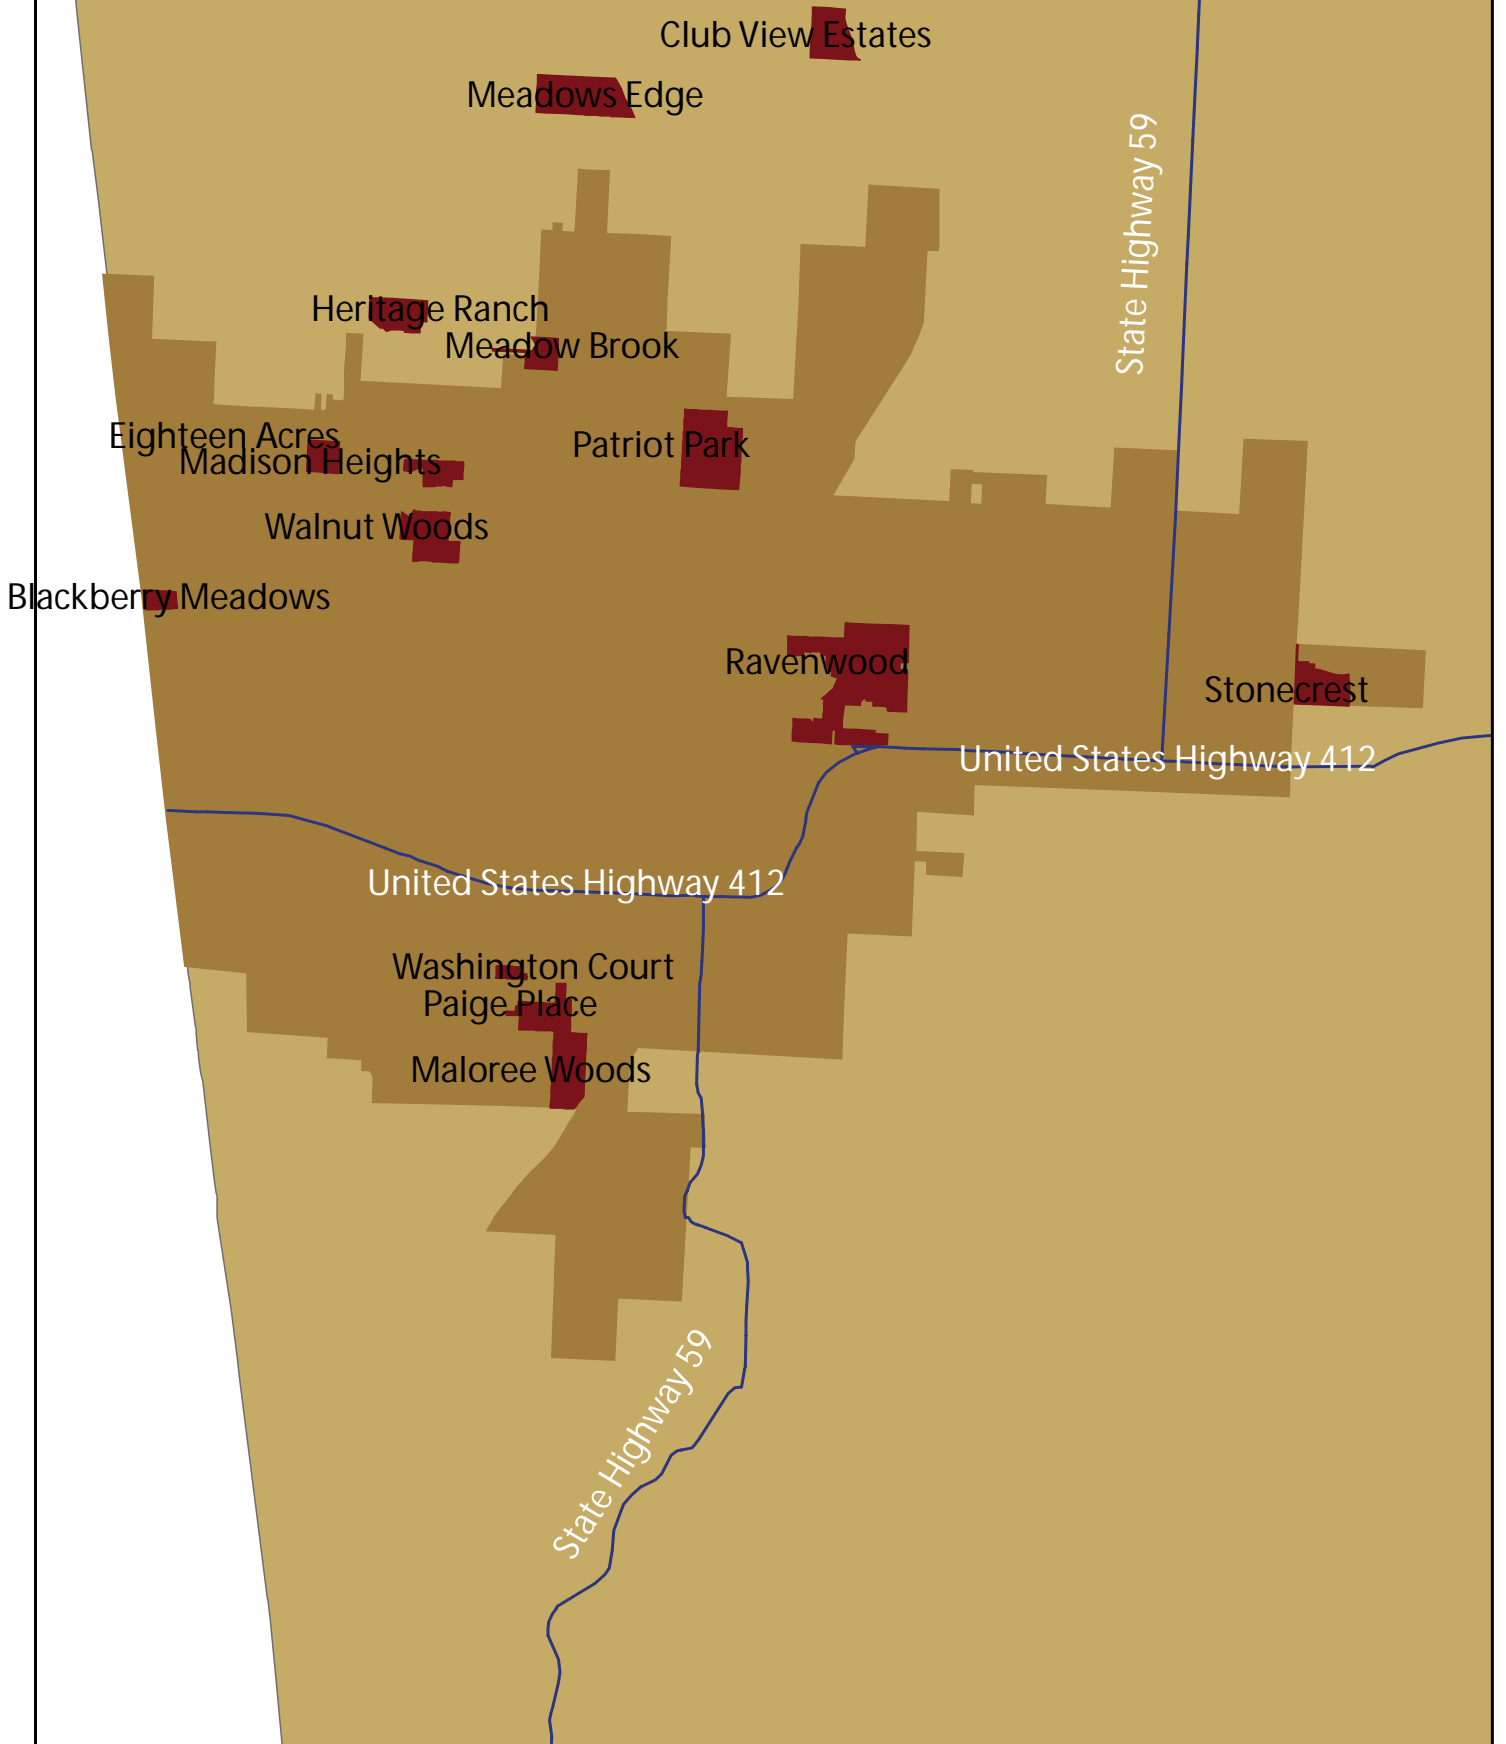 Club View Estates
Meadows Edge
State Highway 59
Heritage Ranch
Meadow Brook
Eighteen Acres
Patriot Park
Madison Heights
Walnut Woods
Blackberry Meadows
Ravenwood
Stonecrest
United States Highway 412
United States Highway 412
Washington Court
Paige Place
Maloree Woods
State Highway 59